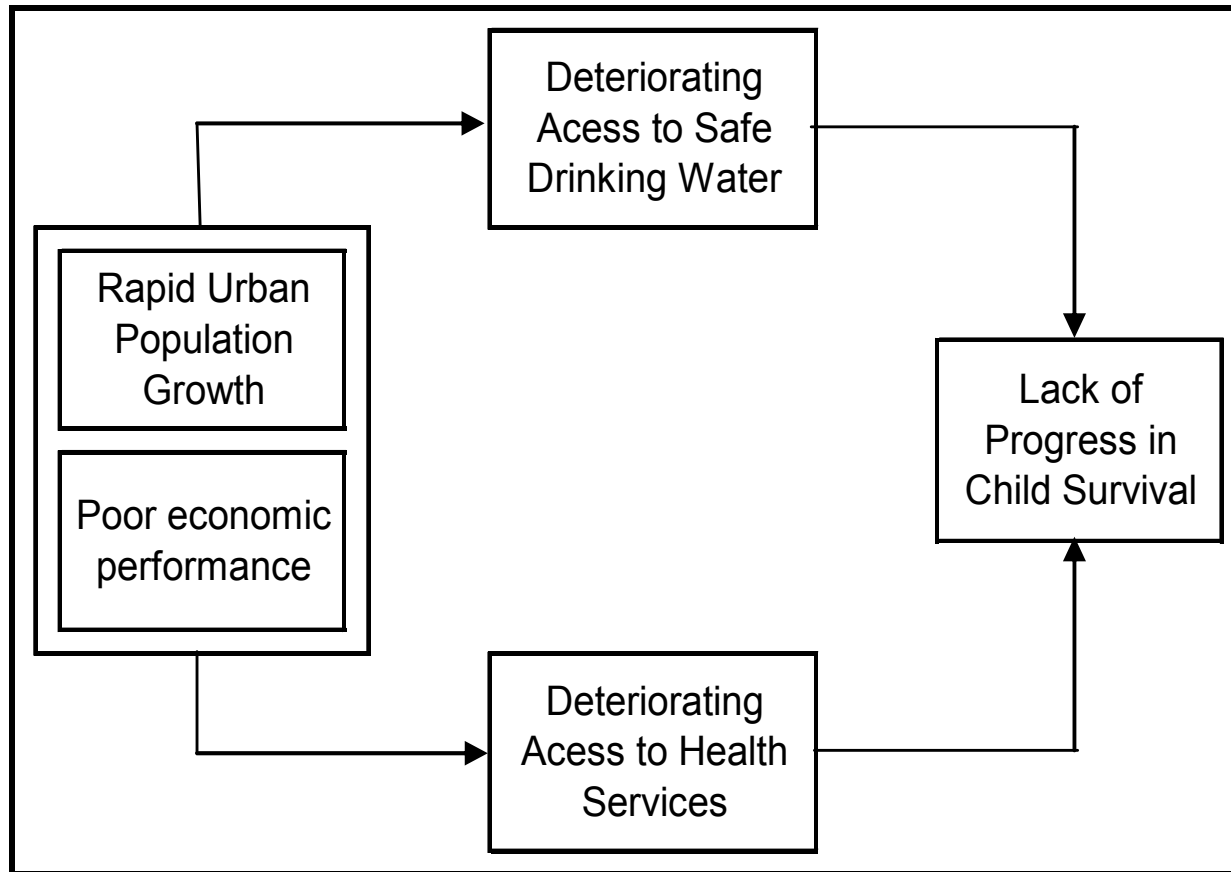 Deteriorating
Acess to Safe
Drinking Water
Rapid Urban
Population
Growth
Poor economic
performance
Lack of
Progress in
Child Survival
Deteriorating
Acess to Health
Services